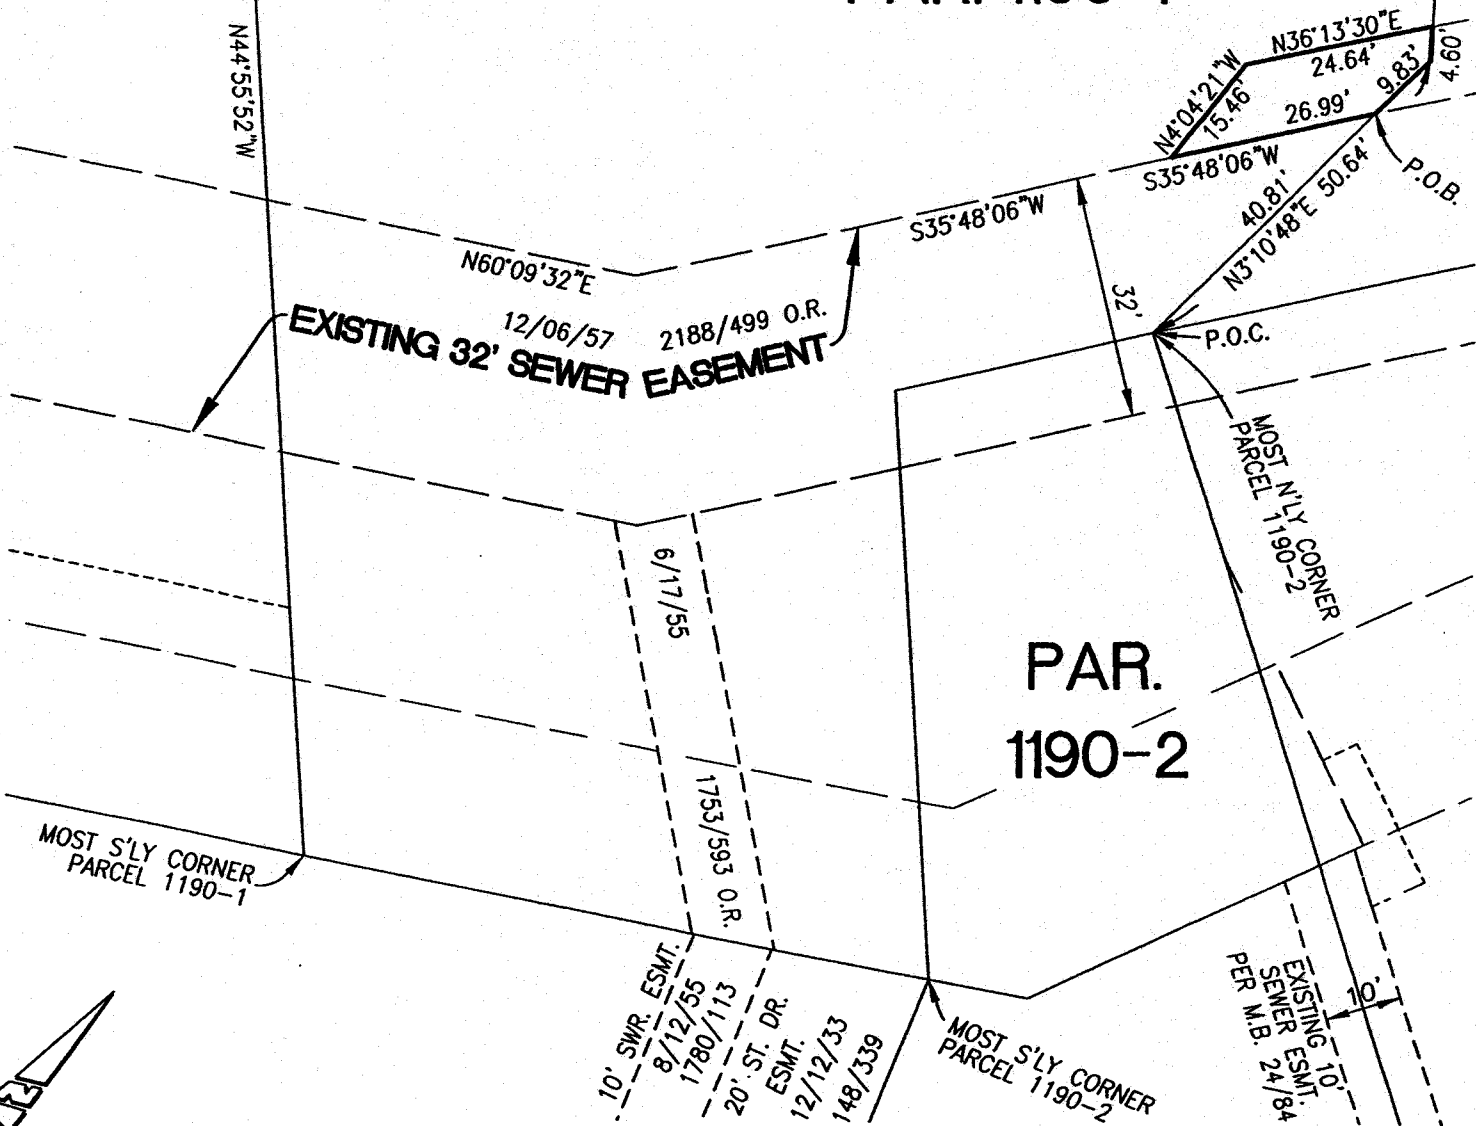 N44°55'52"W
N36°13'30"E
24.64'
4.60'
9.83'
N4°04'21"W
15.46'
26.99'
S35°48'06"W
P.O.B.
40.81'
N3°10'48"E 50.64'
S35°48'06"W
32'
P.O.C.
N60°09'32"E
12/06/57
2188/499 O.R.
EXISTING 32' SEWER EASEMENT
MOST N'LY CORNER
PARCEL 1190-2
6/17/55
1753/593 O.R.
PAR.
1190-2
MOST S'LY CORNER
PARCEL 1190-1
10' SWR. ESMT.
8/12/55
1780/113
20' ST. DR.
ESMT.
12/12/33
148/339
MOST S'LY CORNER
PARCEL 1190-2
EXISTING 10'
SEWER ESMT.
PER M.B. 24/84
10'
N